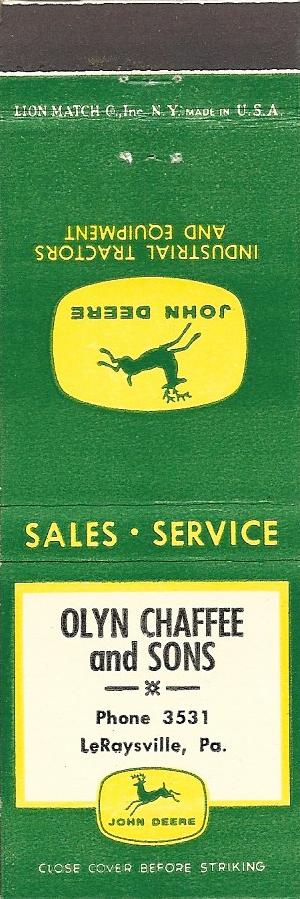 LION MATCH Co., Inc. N.Y. MADE IN U.S.A.
INDUSTRIAL TRACTORS
AND EQUIPMENT
JOHN DEERE
SALES · SERVICE
OLYN CHAFFEE
and SONS
Phone 3531
LeRaysville, Pa.
JOHN DEERE
CLOSE COVER BEFORE STRIKING